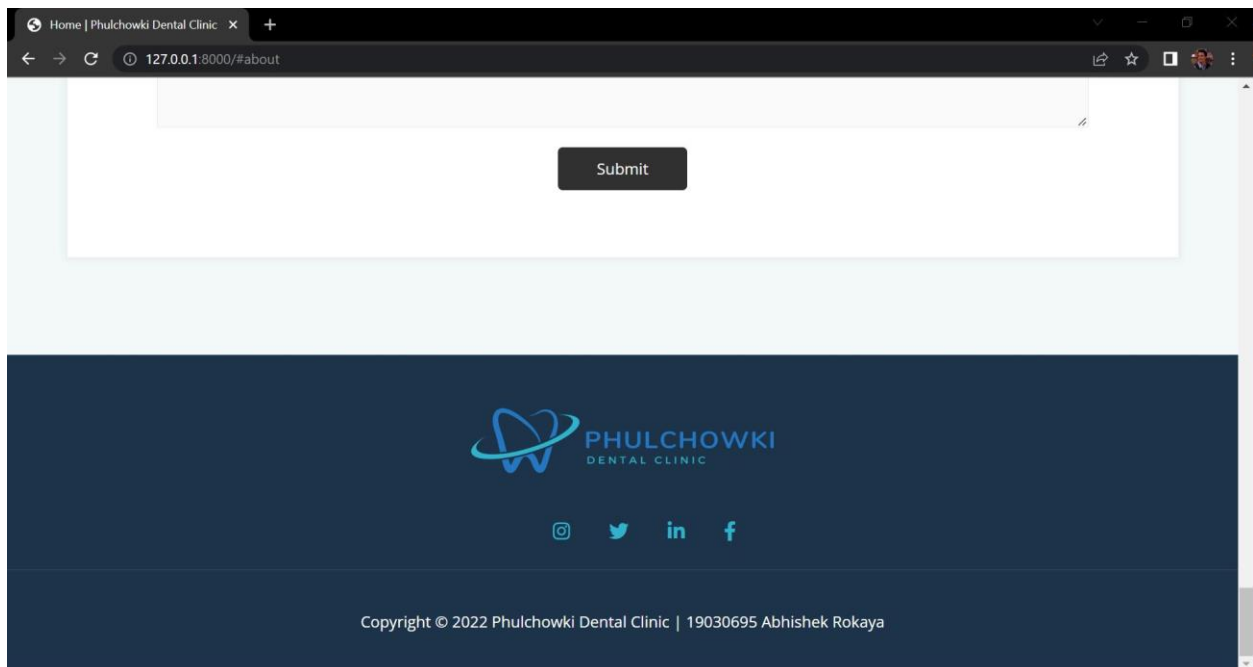 Home | Phulchowki Dental Clinic
127.0.0.1:8000/#about
Submit
PHULCHOWKI
DENTAL CLINIC
Copyright © 2022 Phulchowki Dental Clinic | 19030695 Abhishek Rokaya